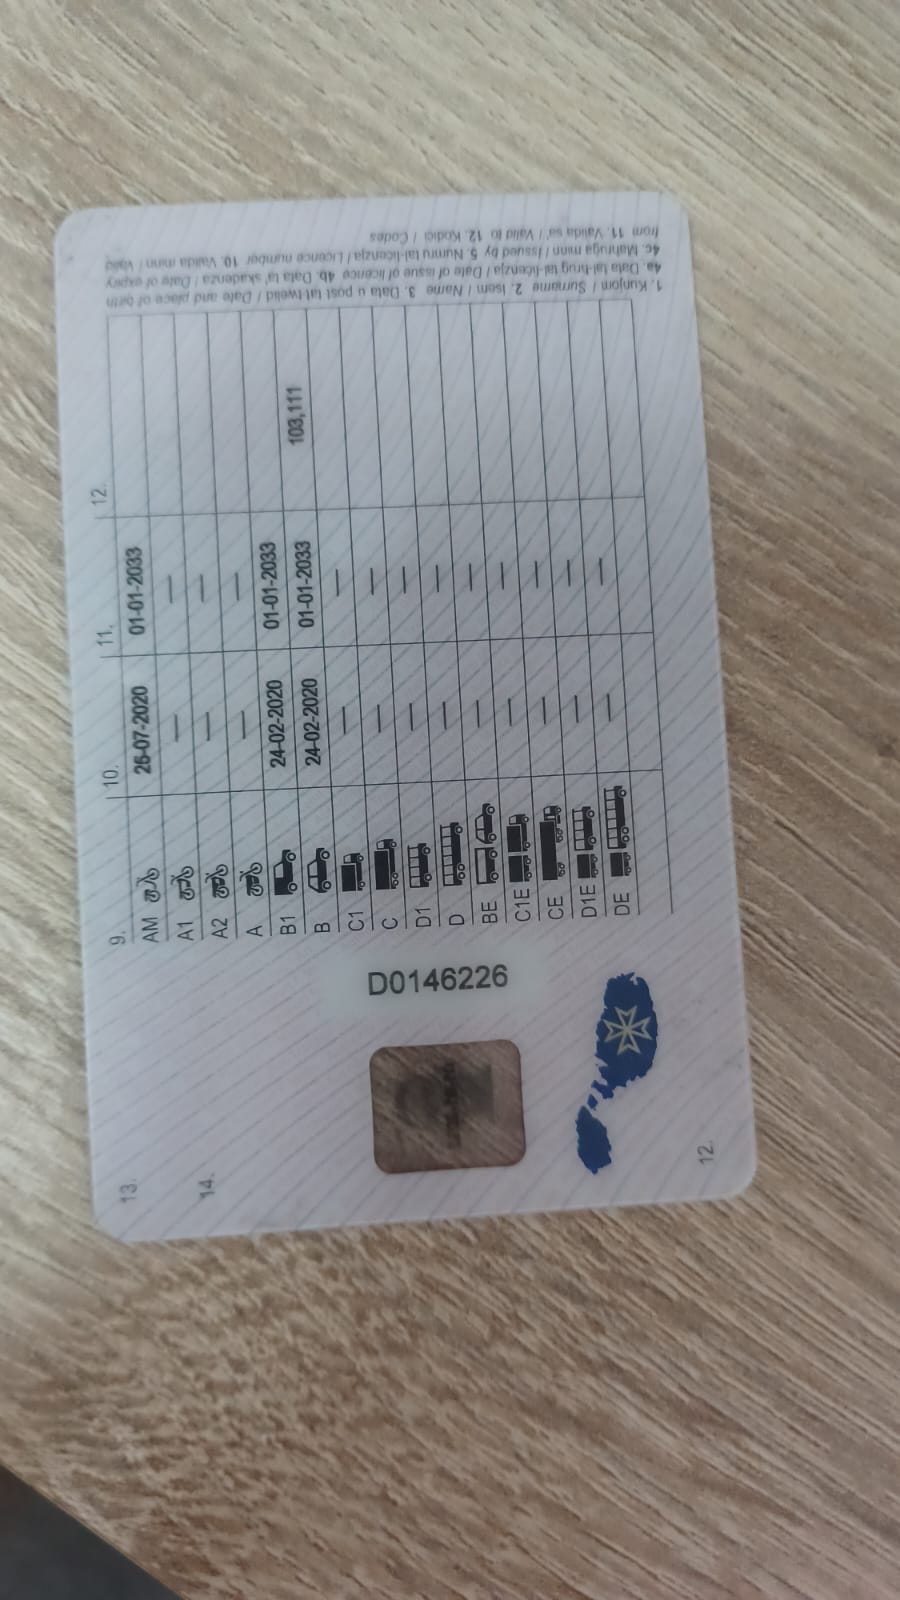 1. Kunjom / Surname 2. Isem / Name 3. Data u post tat-twelid / Date and place of birth
4a. Data tal-ħruġ tal-liċenzja / Date of issue of licence 4b. Data ta' skadenza / Date of expiry
4c. Maħruġa minn / Issued by 5. Numru tal-liċenzja / Licence number 10. Valida minn / Valid
from 11. Valida sa' / Valid to 12. Kodiċi / Codes
13.
14.
D0146226
12.
9. 10. 11. 12.
AM 26-07-2020 01-01-2033
A1 — —
A2 — —
A — —
B1 24-02-2020 01-01-2033
B 24-02-2020 01-01-2033 103,111
C1 — —
C — —
D1 — —
D — —
BE — —
C1E — —
CE — —
D1E — —
DE — —